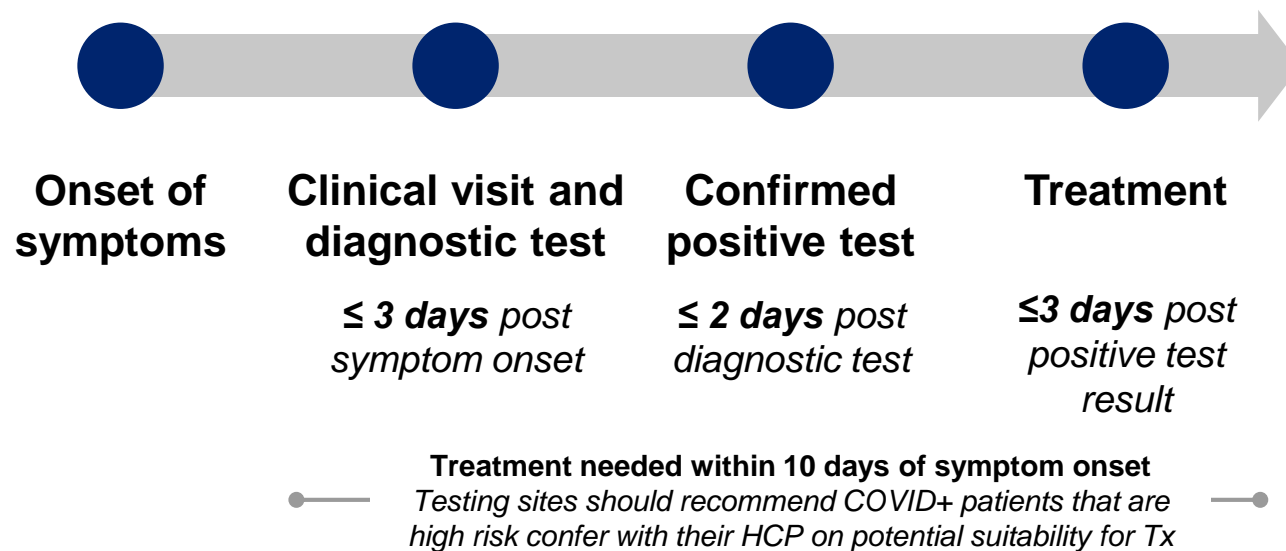 Onset of
symptoms
Clinical visit and
diagnostic test
≤ 3 days post
symptom onset
Confirmed
positive test
≤ 2 days post
diagnostic test
Treatment
≤3 days post
positive test
result
Treatment needed within 10 days of symptom onset
Testing sites should recommend COVID+ patients that are
high risk confer with their HCP on potential suitability for Tx